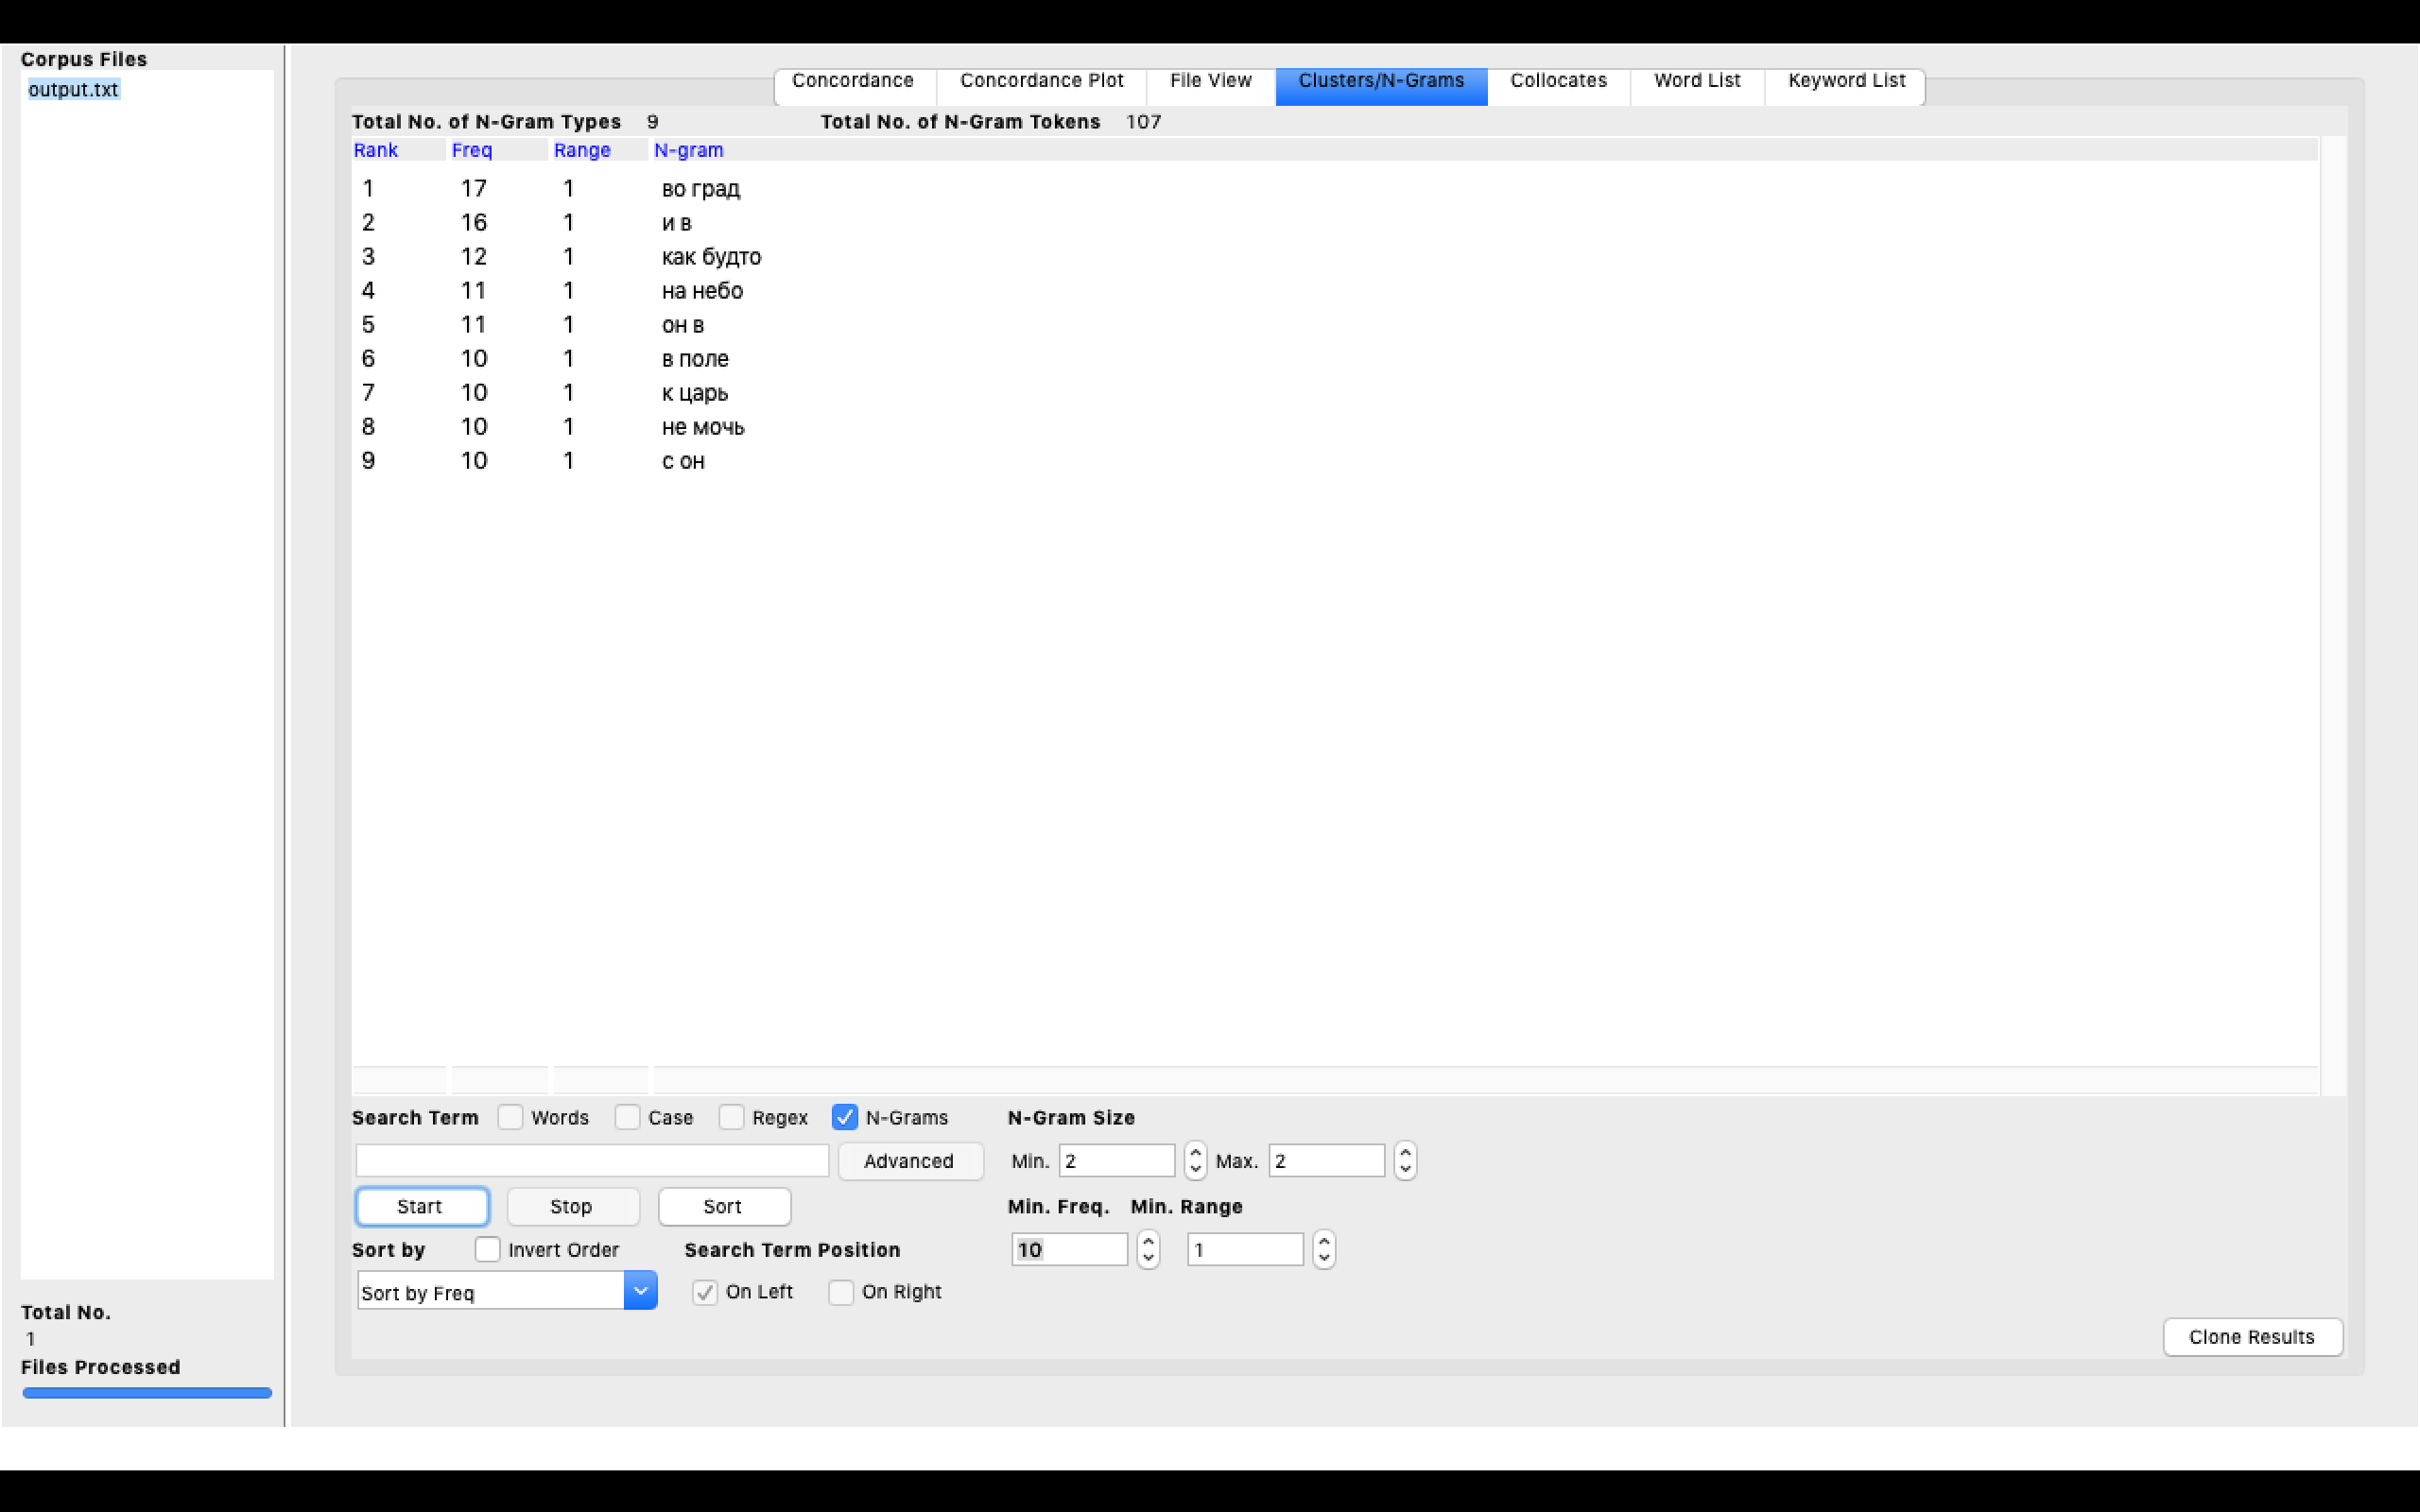 Corpus Files
output.txt
Concordance Concordance Plot File View Clusters/N-Grams Collocates Word List Keyword List
Total No. of N-Gram Types 9 Total No. of N-Gram Tokens 107
Rank Freq Range N-gram
1 17 1 во град
2 16 1 и в
3 12 1 как будто
4 11 1 на небо
5 11 1 он в
6 10 1 в поле
7 10 1 к царь
8 10 1 не мочь
9 10 1 с он
Search Term Words Case Regex N-Grams N-Gram Size
Advanced Min. 2 Max. 2
Start Stop Sort Min. Freq. Min. Range
Sort by Invert Order Search Term Position 10 1
Sort by Freq On Left On Right
Total No.
1
Files Processed
Clone Results